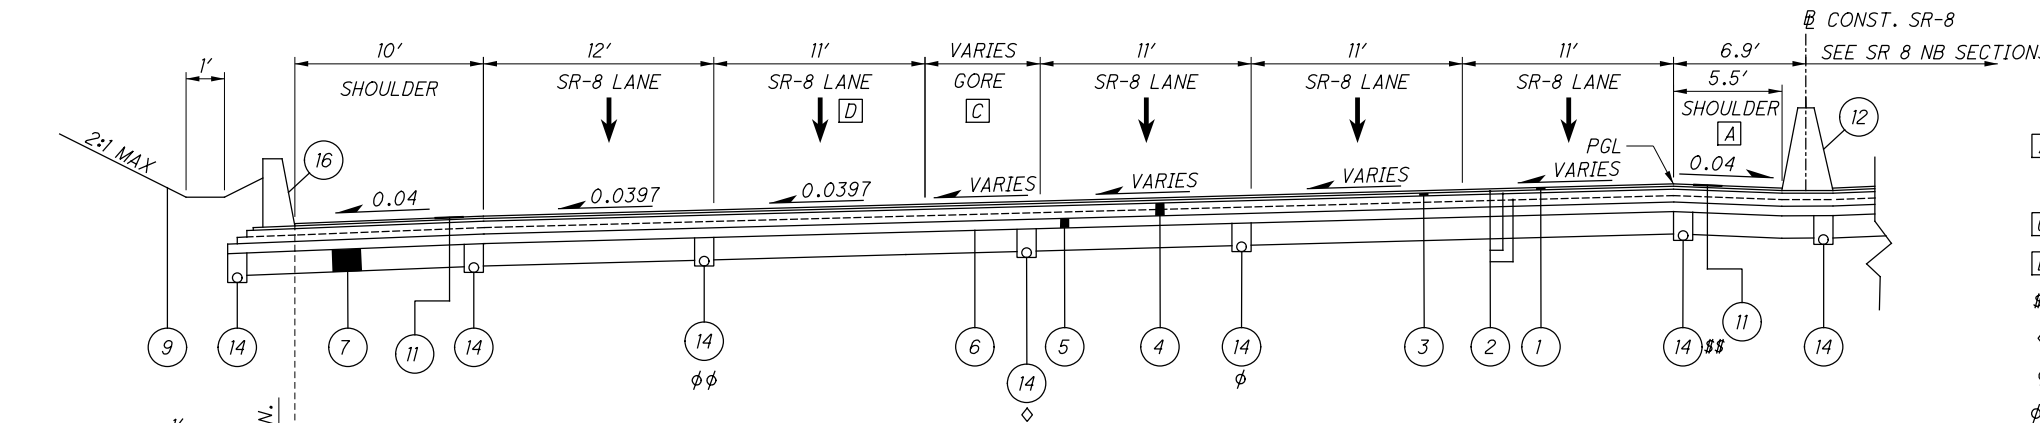 ℄ CONST. SR-8
1' 10' 12' 11' VARIES 11' 11' 11' 6.9' SEE SR 8 NB SECTIONS
SHOULDER SR-8 LANE SR-8 LANE GORE SR-8 LANE SR-8 LANE SR-8 LANE 5.5'
D C SHOULDER
A 12
2:1 MAX 16 PGL
0.04 0.0397 0.0397 VARIES VARIES VARIES VARIES 0.04
9 14 7 11 14 14 6 5 4 14 3 2 1 14 $$ 11 14
ϕϕ 14 ϕ
◊
1' N.